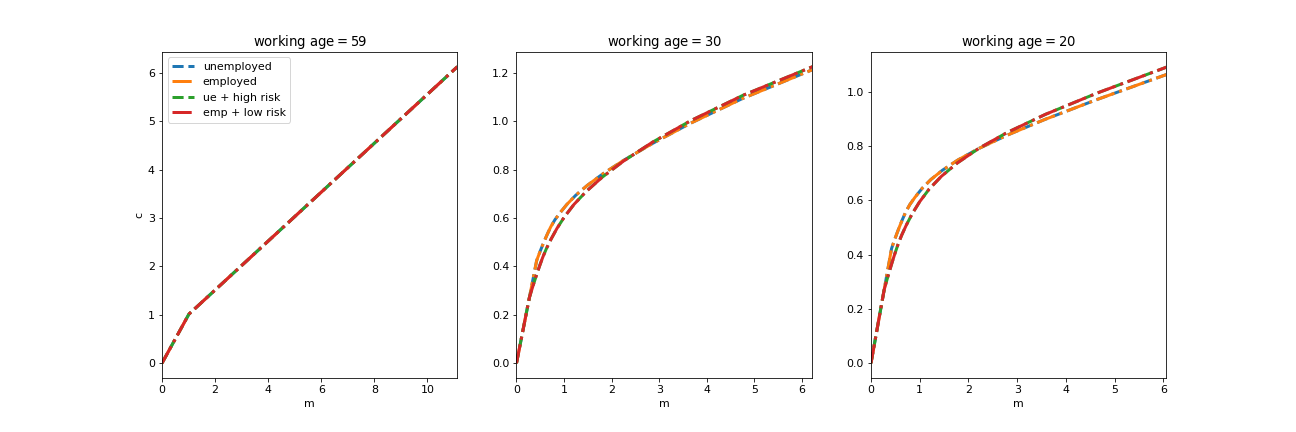 working age = 59
unemployed
employed
ue + high risk
emp + low risk
c
6
5
4
3
2
1
0
0 2 4 6 8 10
m
working age = 30
1.2
1.0
0.8
0.6
0.4
0.2
0.0
0 1 2 3 4 5 6
m
working age = 20
1.0
0.8
0.6
0.4
0.2
0.0
0 1 2 3 4 5 6
m